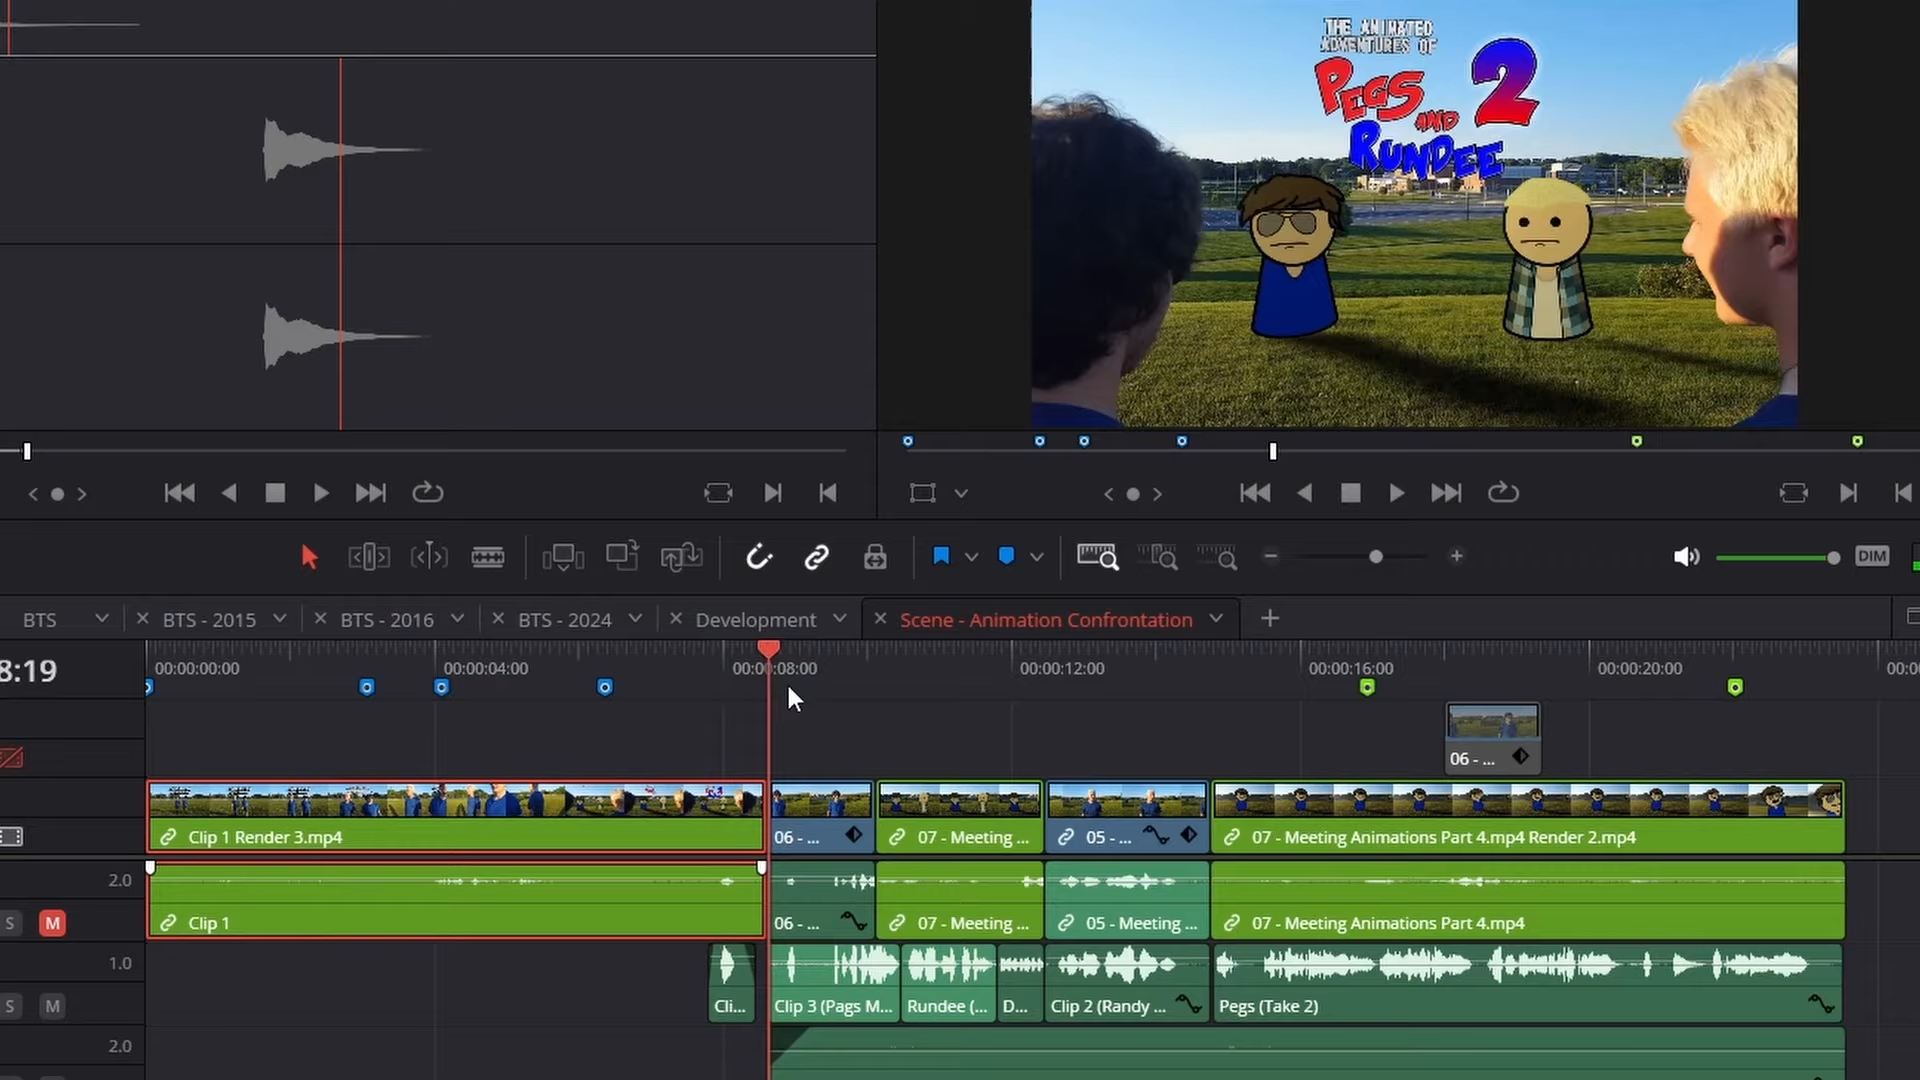 THE ANIMATED
ADVENTURES OF
PEGS 2
AND
RUNDEE
DIM
BTS
BTS - 2015
BTS - 2016
BTS - 2024
Development
Scene - Animation Confrontation
8:19
00:00:00:00
00:00:04:00
00:00:08:00
00:00:12:00
00:00:16:00
00:00:20:00
00:00
06 - ...
Clip 1 Render 3.mp4
06 - ...
07 - Meeting ...
05 - ...
07 - Meeting Animations Part 4.mp4 Render 2.mp4
2.0
S
M
Clip 1
06 - ...
07 - Meeting ...
05 - Meeting ...
07 - Meeting Animations Part 4.mp4
1.0
S
M
Cli...
Clip 3 (Pags M...
Rundee (...
D...
Clip 2 (Randy ...
Pegs (Take 2)
2.0